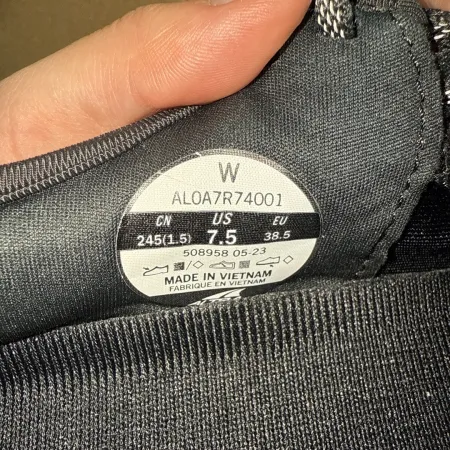 W
AL0A7R74001
CN US EU
245(1.5) 7.5 38.5
508958 05-23
MADE IN VIETNAM
FABRIQUE EN VIETNAM